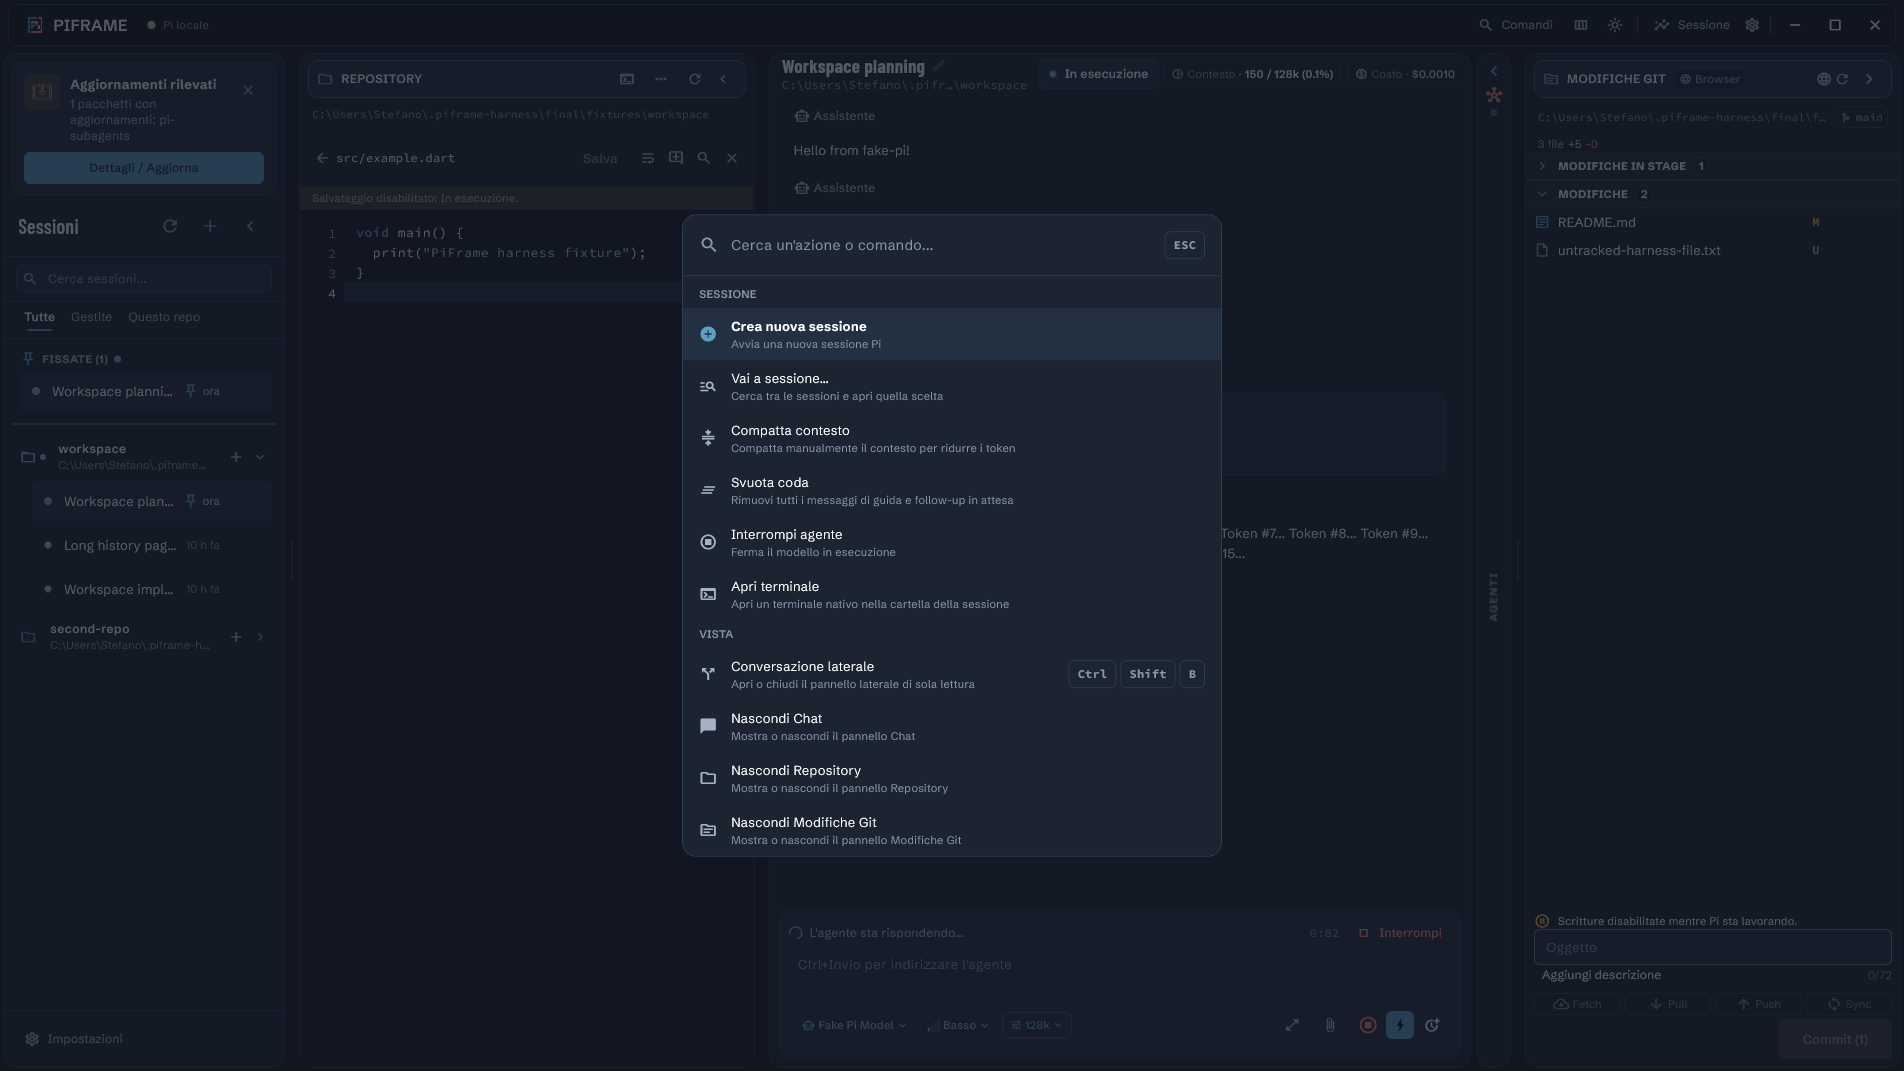 PIFRAME
Pi locale
Comandi
Sessione
Aggiornamenti rilevati
1 pacchetti con
aggiornamenti: pi-
subagents
Dettagli / Aggiorna
Sessioni
Cerca sessioni...
Tutte
Gestite
Questo repo
FISSATE (1)
Workspace planni...
ora
workspace
C:\Users\Stefano\.piframe...
Workspace plan...
ora
Long history pag...
10 h fa
Workspace impl...
10 h fa
second-repo
C:\Users\Stefano\.piframe-h...
Impostazioni
REPOSITORY
C:\Users\Stefano\.piframe-harness\final\fixtures\workspace
src/example.dart
Salva
Salvataggio disabilitato: In esecuzione.
1 void main() {
2 print("PiFrame harness fixture");
3 }
4
Workspace planning
C:\Users\Stefano\.pifr…\workspace
In esecuzione
Contesto · 150 / 128k (0.1%)
Costo · $0.0010
Assistente
Hello from fake-pi!
Assistente
Token #7... Token #8... Token #9...
15...
Cerca un'azione o comando...
ESC
SESSIONE
Crea nuova sessione
Avvia una nuova sessione Pi
Vai a sessione...
Cerca tra le sessioni e apri quella scelta
Compatta contesto
Compatta manualmente il contesto per ridurre i token
Svuota coda
Rimuovi tutti i messaggi di guida e follow-up in attesa
Interrompi agente
Ferma il modello in esecuzione
Apri terminale
Apri un terminale nativo nella cartella della sessione
VISTA
Conversazione laterale
Apri o chiudi il pannello laterale di sola lettura
Ctrl Shift B
Nascondi Chat
Mostra o nascondi il pannello Chat
Nascondi Repository
Mostra o nascondi il pannello Repository
Nascondi Modifiche Git
Mostra o nascondi il pannello Modifiche Git
L'agente sta rispondendo...
0:02
Interrompi
Ctrl+Invio per indirizzare l'agente
Fake Pi Model
Basso
128k
AGENTI
MODIFICHE GIT
Browser
C:\Users\Stefano\.piframe-harness\final\f...
main
3 file +5 -0
MODIFICHE IN STAGE 1
MODIFICHE 2
README.md
M
untracked-harness-file.txt
U
Scritture disabilitate mentre Pi sta lavorando.
Oggetto
Aggiungi descrizione
0/72
Fetch
Pull
Push
Sync
Commit (1)